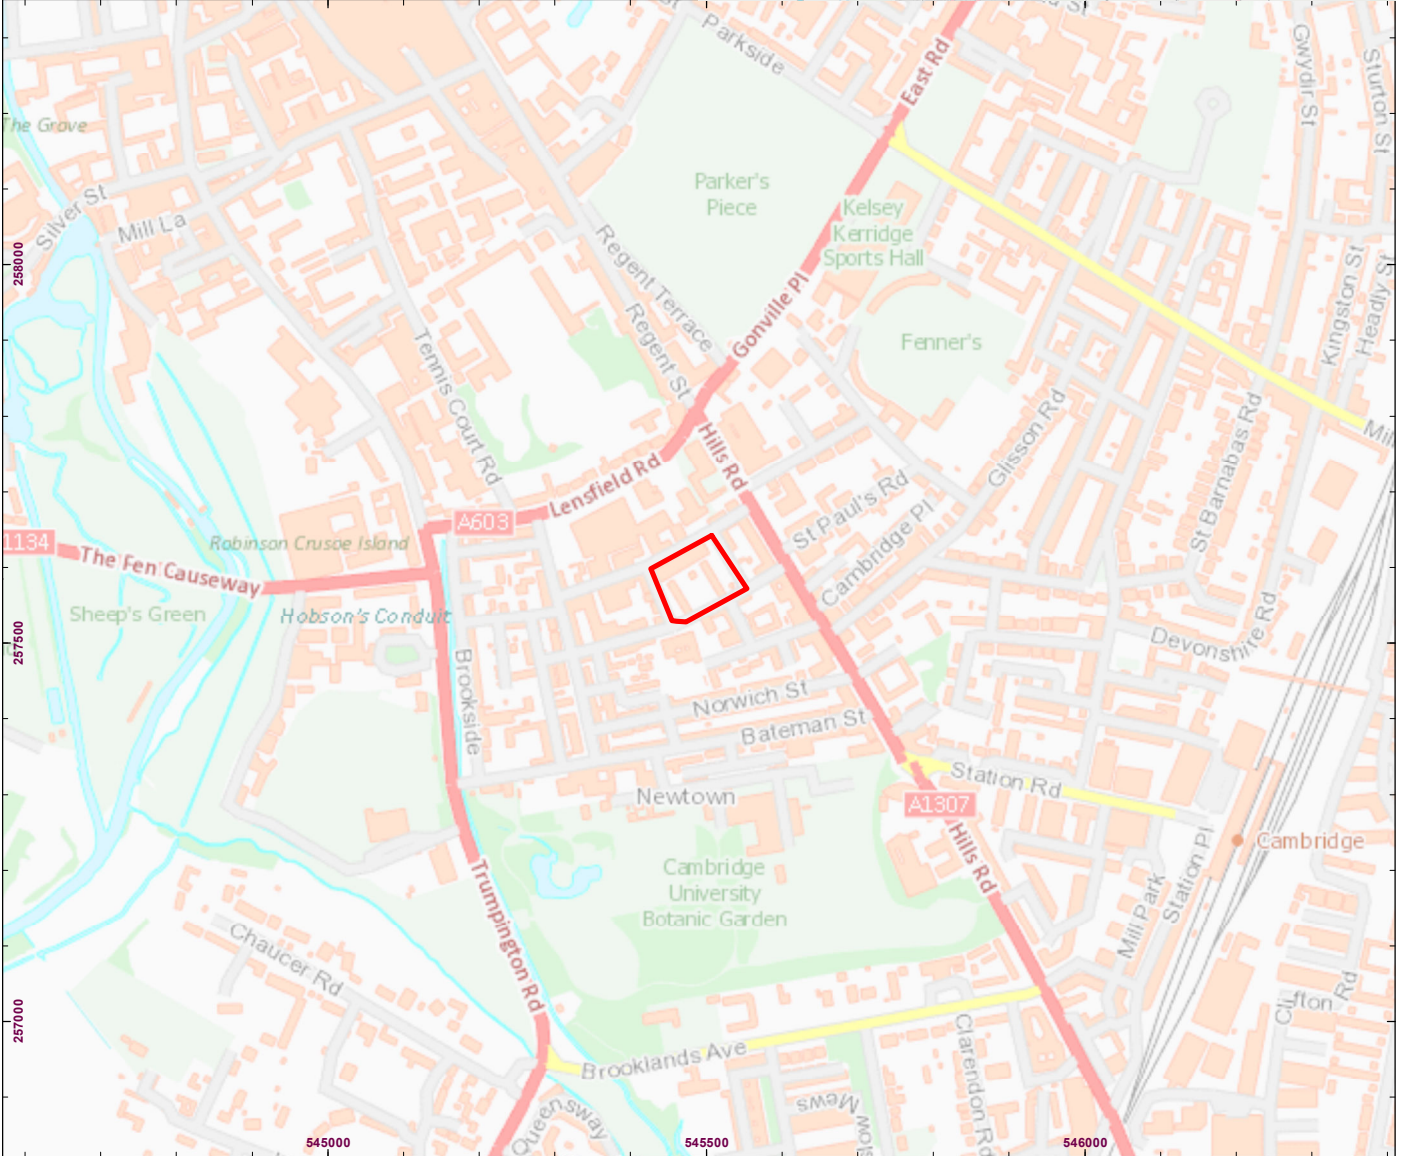 Parkside
East Rd
Gwydir St
Sturton St
The Grove
Silver St
Mill La
Parker's
Piece
Kelsey
Kerridge
Sports Hall
Regent Terrace
Regent St
Gonville Pl
Fenner's
Kingston St
Headly St
258000
Tennis Court Rd
Hills Rd
Lensfield Rd
Glisson Rd
St Barnabas Rd
Mil
A603
St Paul's Rd
Cambridge Pl
1134
The Fen Causeway
Robinson Crusoe Island
Sheep's Green
Hobson's Conduit
257500
Brookside
Devonshire Rd
Norwich St
Bateman St
Newtown
Station Rd
A1307
Hills Rd
Cambridge
Cambridge
University
Botanic Garden
Station Pl
Mill Park
Trumpington Rd
Chaucer Rd
Clifton Rd
257000
Brooklands Ave
Clarendon Rd
Queensway
Mews
545000
545500
546000